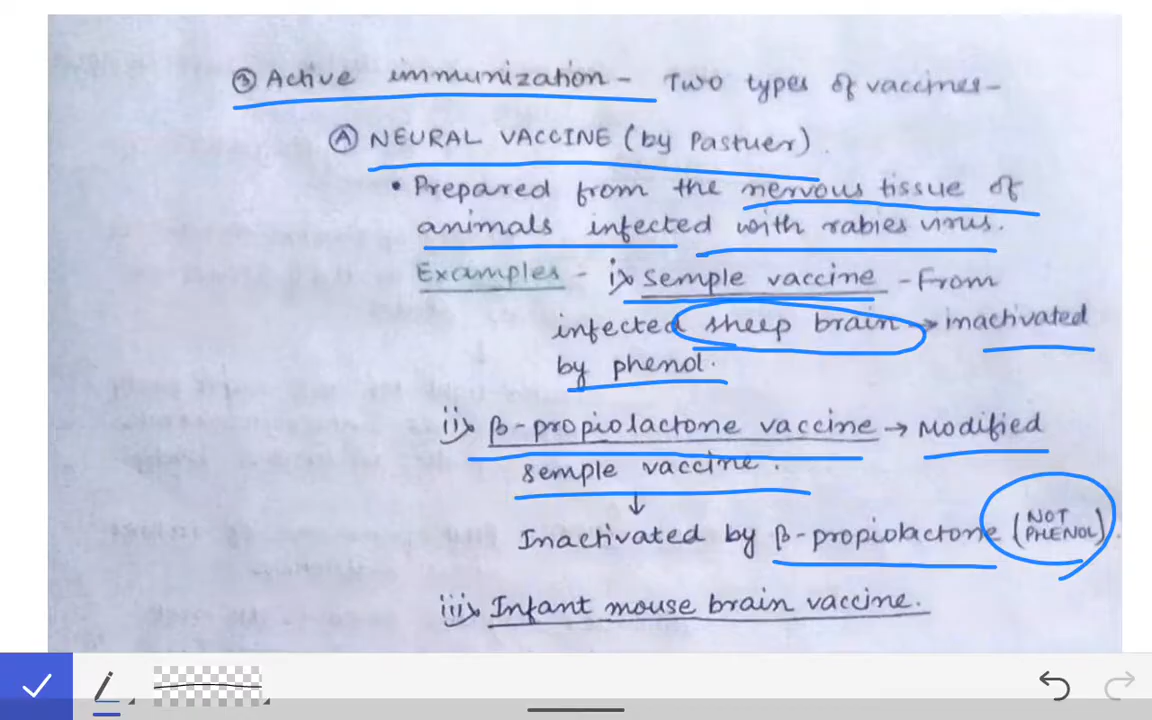 ③ Active immunization - Two types of vaccines-
Ⓐ NEURAL VACCINE (by Pastuer).
• Prepared from the nervous tissue of
animals infected with rabies virus.
Examples - i> Semple vaccine - From
infected sheep brain → inactivated
by phenol.
ii> β-propiolactone vaccine → Modified
semple vaccine.
↓
Inactivated by β-propiolactone (NOT PHENOL).
iii> Infant mouse brain vaccine.